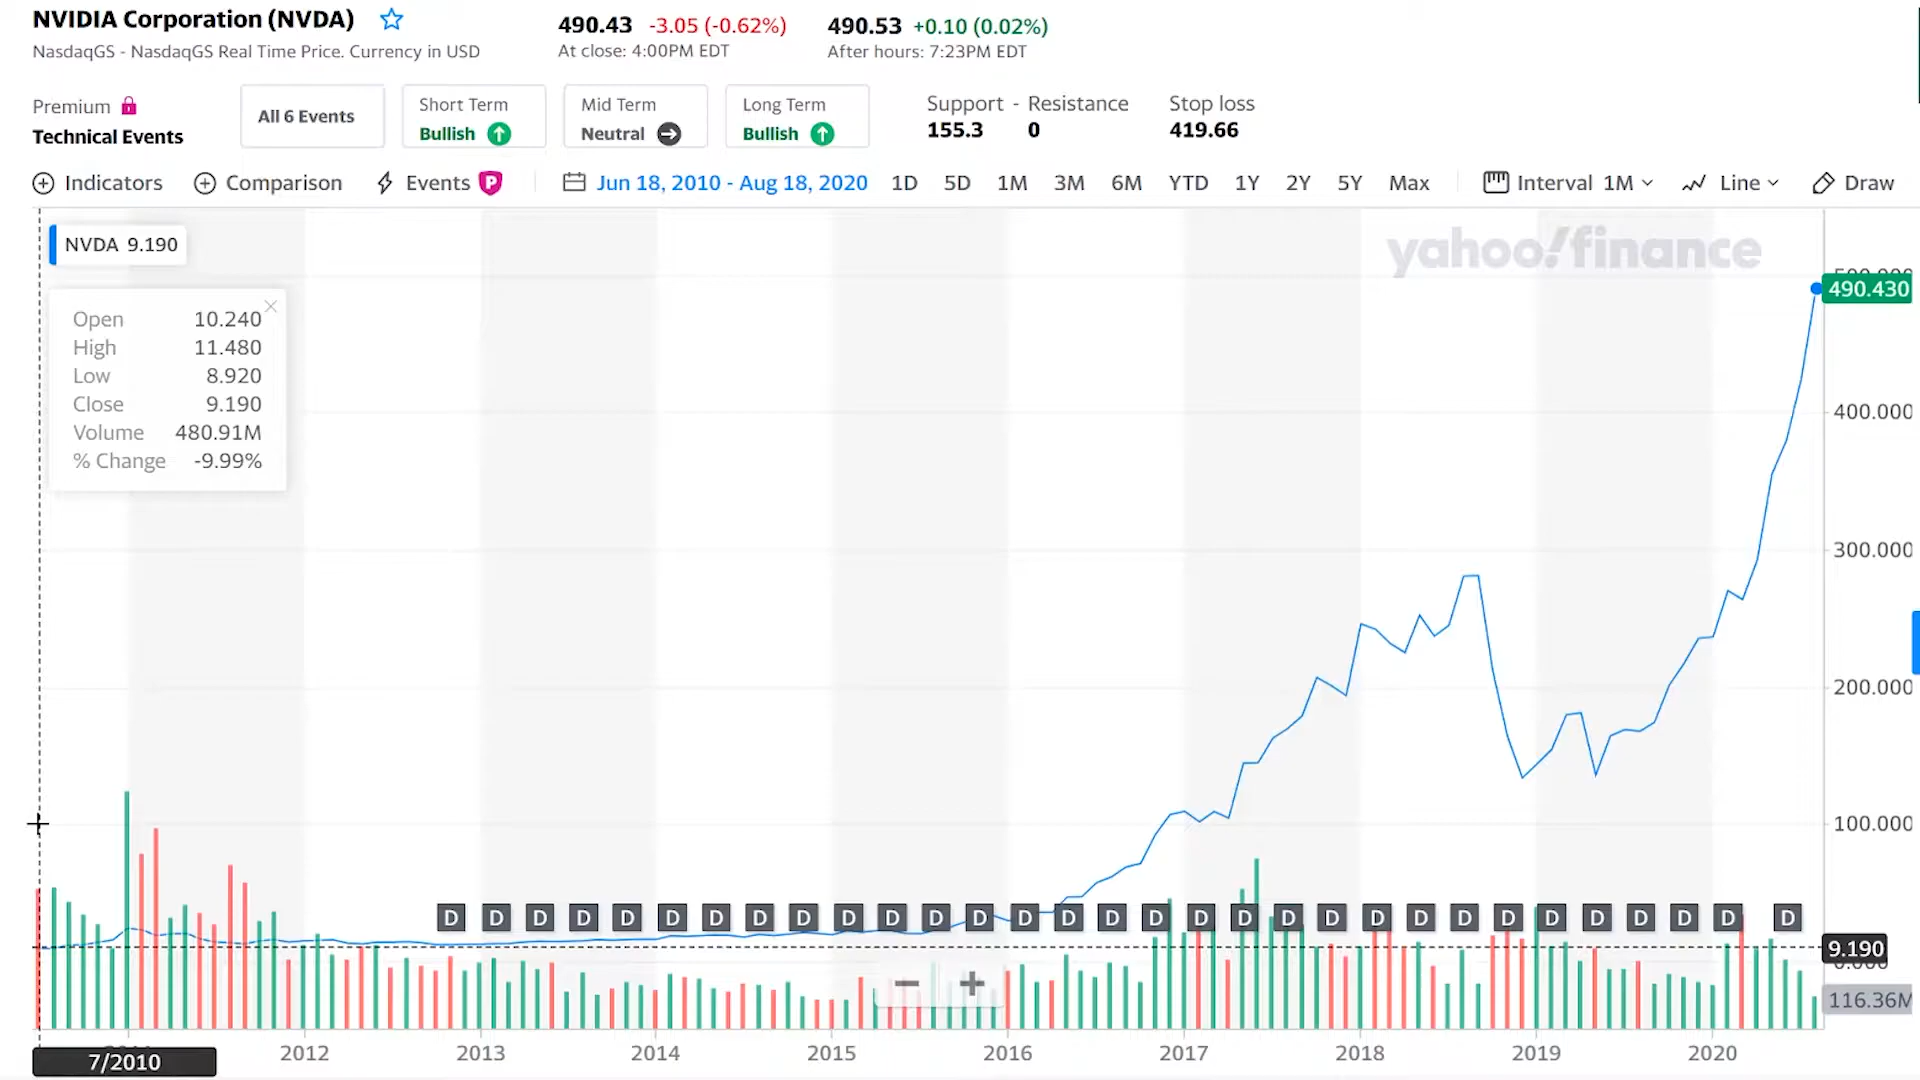 NVIDIA Corporation (NVDA)
490.43 -3.05 (-0.62%)
490.53 +0.10 (0.02%)
NasdaqGS - NasdaqGS Real Time Price. Currency in USD
At close: 4:00PM EDT
After hours: 7:23PM EDT
Premium
Technical Events
All 6 Events
Short Term
Bullish
Mid Term
Neutral
Long Term
Bullish
Support - Resistance
155.3 0
Stop loss
419.66
Indicators Comparison Events P Jun 18, 2010 - Aug 18, 2020 1D 5D 1M 3M 6M YTD 1Y 2Y 5Y Max Interval 1M Line Draw
NVDA 9.190
yahoo!finance
Open 10.240
High 11.480
Low 8.920
Close 9.190
Volume 480.91M
% Change -9.99%
490.430
400.000
300.000
200.000
100.000
D D D D D D D D D D D D D D D D D D D D D D D D D D D D D D D
9.190
116.36M
7/2010
2012 2013 2014 2015 2016 2017 2018 2019 2020